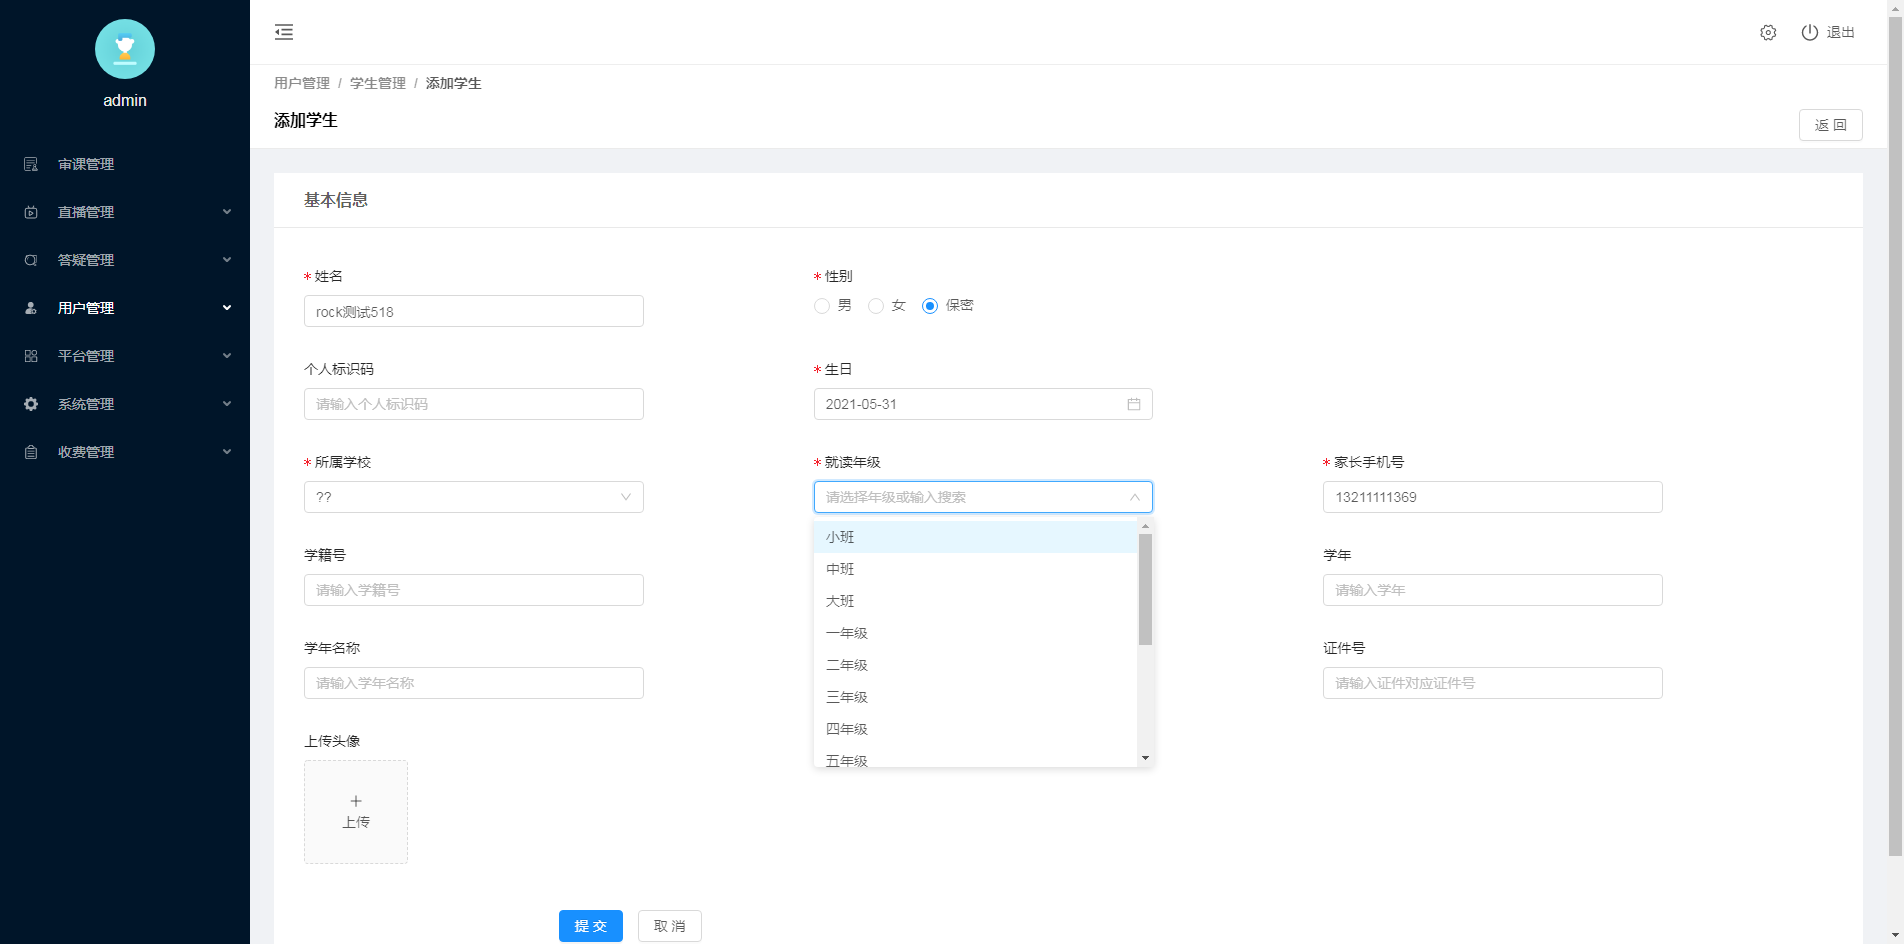 admin
审课管理
直播管理
答疑管理
用户管理
平台管理
系统管理
收费管理
退出
用户管理 / 学生管理 / 添加学生
添加学生
返 回
基本信息
* 姓名
rock测试518
* 性别
男 女 保密
个人标识码
请输入个人标识码
* 生日
2021-05-31
* 所属学校
??
* 就读年级
请选择年级或输入搜索
* 家长手机号
13211111369
小班
中班
大班
一年级
二年级
三年级
四年级
五年级
学籍号
请输入学籍号
学年
请输入学年
学年名称
请输入学年名称
证件号
请输入证件对应证件号
上传头像
上传
提 交
取 消